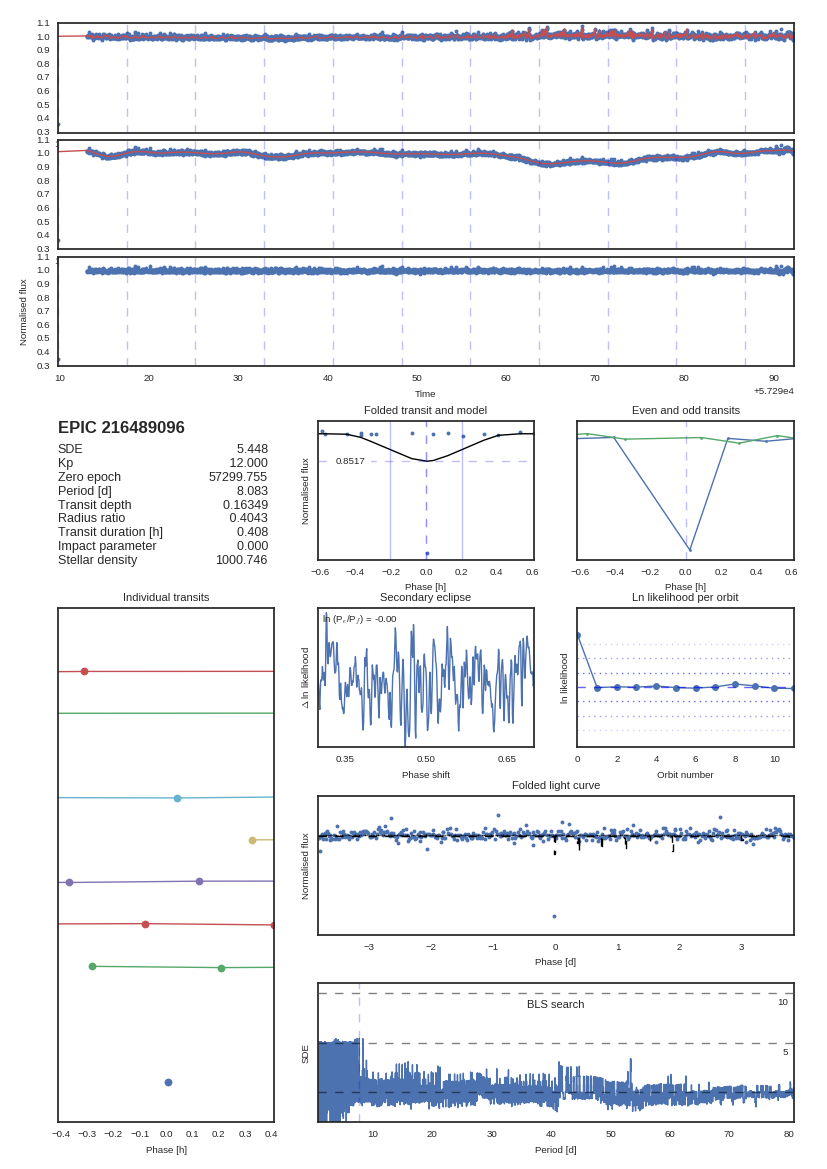 1.1
1.0
0.9
0.8
0.7
0.6
0.5
0.4
0.3
1.1
1.0
0.9
0.8
0.7
0.6
0.5
0.4
0.3
1.1
1.0
0.9
0.8
0.7
0.6
0.5
0.4
0.3
Normalised flux
10 20 30 40 50 60 70 80 90
Time
+5.729e4
EPIC 216489096
SDE 5.448
Kp 12.000
Zero epoch 57299.755
Period [d] 8.083
Transit depth 0.16349
Radius ratio 0.4043
Transit duration [h] 0.408
Impact parameter 0.000
Stellar density 1000.746
Folded transit and model
Normalised flux
0.8517
−0.6 −0.4 −0.2 0.0 0.2 0.4 0.6
Phase [h]
Even and odd transits
−0.6 −0.4 −0.2 0.0 0.2 0.4 0.6
Phase [h]
Individual transits
−0.4 −0.3 −0.2 −0.1 0.0 0.1 0.2 0.3 0.4
Phase [h]
Secondary eclipse
ln (Pₑ/P𝑓) = -0.00
Δ ln likelihood
0.35 0.50 0.65
Phase shift
Ln likelihood per orbit
ln likelihood
0 2 4 6 8 10
Orbit number
Folded light curve
Normalised flux
−3 −2 −1 0 1 2 3
Phase [d]
BLS search
10
5
SDE
10 20 30 40 50 60 70 80
Period [d]